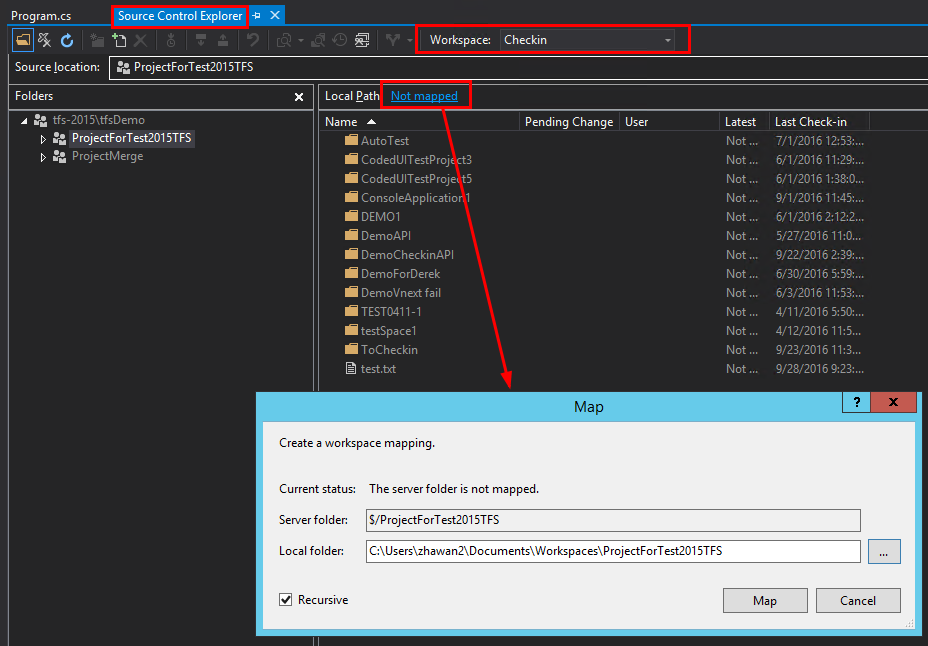 Program.cs Source Control Explorer
Workspace: Checkin
Source location: ProjectForTest2015TFS
Folders
Local Path Not mapped
tfs-2015\tfsDemo
ProjectForTest2015TFS
ProjectMerge
Name Pending Change User Latest Last Check-in
AutoTest Not ... 7/1/2016 12:53:...
CodedUITestProject3 Not ... 6/1/2016 11:29:...
CodedUITestProject5 Not ... 6/1/2016 1:38:0...
ConsoleApplication1 Not ... 9/1/2016 11:45:...
DEMO1 Not ... 6/1/2016 2:12:2...
DemoAPI Not ... 5/27/2016 11:0...
DemoCheckinAPI Not ... 9/22/2016 2:39:...
DemoForDerek Not ... 6/30/2016 5:59:...
DemoVnext fail Not ... 6/3/2016 11:53:...
TEST0411-1 Not ... 4/11/2016 5:50:...
testSpace1 Not ... 4/12/2016 11:5...
ToCheckin Not ... 9/23/2016 11:3...
test.txt Not ... 9/28/2016 9:23:...
Map
? x
Create a workspace mapping.
Current status: The server folder is not mapped.
Server folder: $/ProjectForTest2015TFS
Local folder: C:\Users\zhawan2\Documents\Workspaces\ProjectForTest2015TFS ...
Recursive
Map Cancel